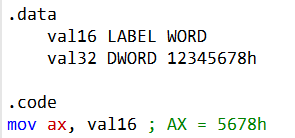 .data
    val16 LABEL WORD
    val32 DWORD 12345678h
.code
mov ax, val16 ; AX = 5678h